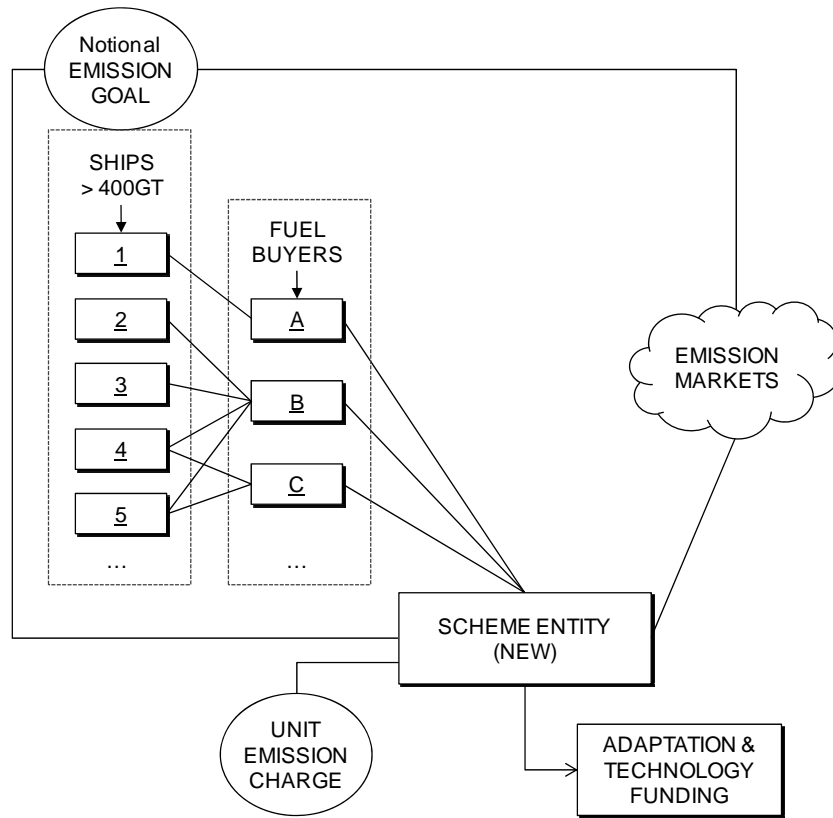 Notional
EMISSION
GOAL
SHIPS
> 400GT
1
2
3
4
5
…
FUEL
BUYERS
A
B
C
…
EMISSION
MARKETS
SCHEME ENTITY
(NEW)
UNIT
EMISSION
CHARGE
ADAPTATION &
TECHNOLOGY
FUNDING